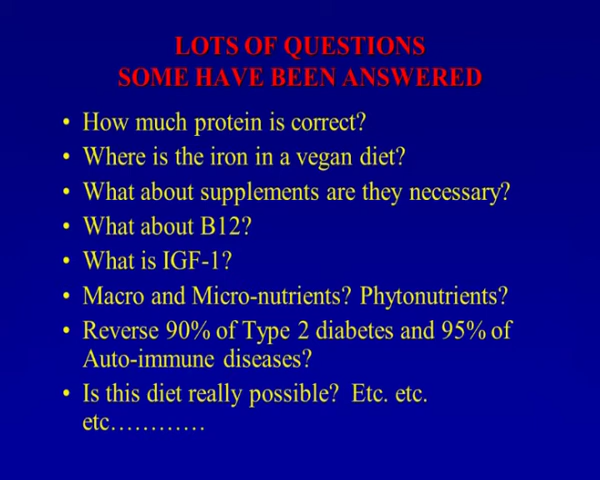 LOTS OF QUESTIONS
SOME HAVE BEEN ANSWERED
• How much protein is correct?
• Where is the iron in a vegan diet?
• What about supplements are they necessary?
• What about B12?
• What is IGF-1?
• Macro and Micro-nutrients? Phytonutrients?
• Reverse 90% of Type 2 diabetes and 95% of
Auto-immune diseases?
• Is this diet really possible? Etc. etc.
etc…………